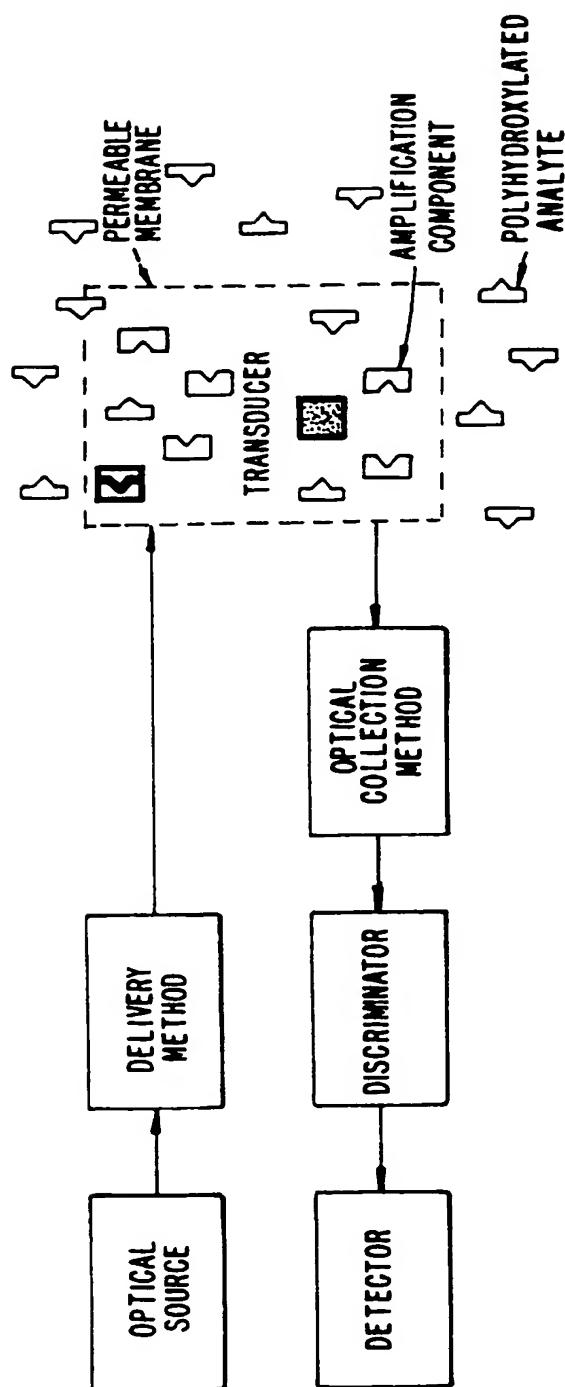 OPTICAL
SOURCE
DELIVERY
METHOD
PERMEABLE
MEMBRANE
TRANSDUCER
AMPLIFICATION
COMPONENT
POLYHYDROXYLATED
ANALYTE
OPTICAL
COLLECTION
METHOD
DISCRIMINATOR
DETECTOR